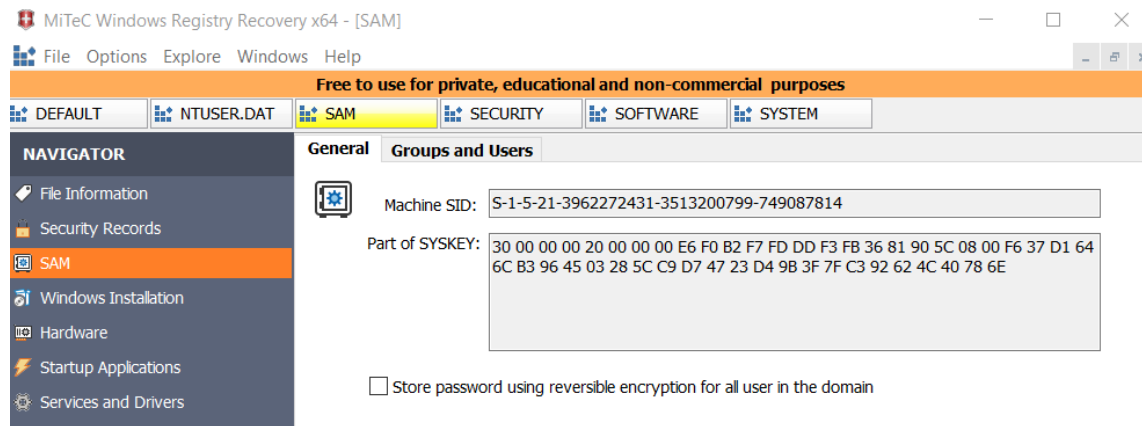 MiTeC Windows Registry Recovery x64 - [SAM]
File Options Explore Windows Help
Free to use for private, educational and non-commercial purposes
DEFAULT NTUSER.DAT SAM SECURITY SOFTWARE SYSTEM
NAVIGATOR
File Information
Security Records
SAM
Windows Installation
Hardware
Startup Applications
Services and Drivers
General Groups and Users
Machine SID: S-1-5-21-3962272431-3513200799-749087814
Part of SYSKEY: 30 00 00 00 20 00 00 00 E6 F0 B2 F7 FD DD F3 FB 36 81 90 5C 08 00 F6 37 D1 64
6C B3 96 45 03 28 5C C9 D7 47 23 D4 9B 3F 7F C3 92 62 4C 40 78 6E
Store password using reversible encryption for all user in the domain